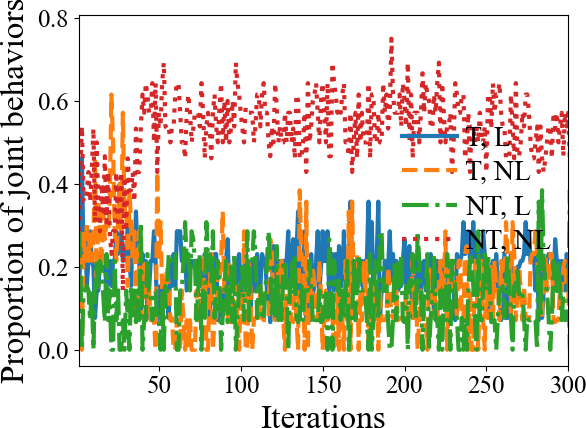 Proportion of joint behaviors
0.8
0.6
0.4
0.2
0.0
T, L
T, NL
NT, L
NT, NL
50
100
150
200
250
300
Iterations